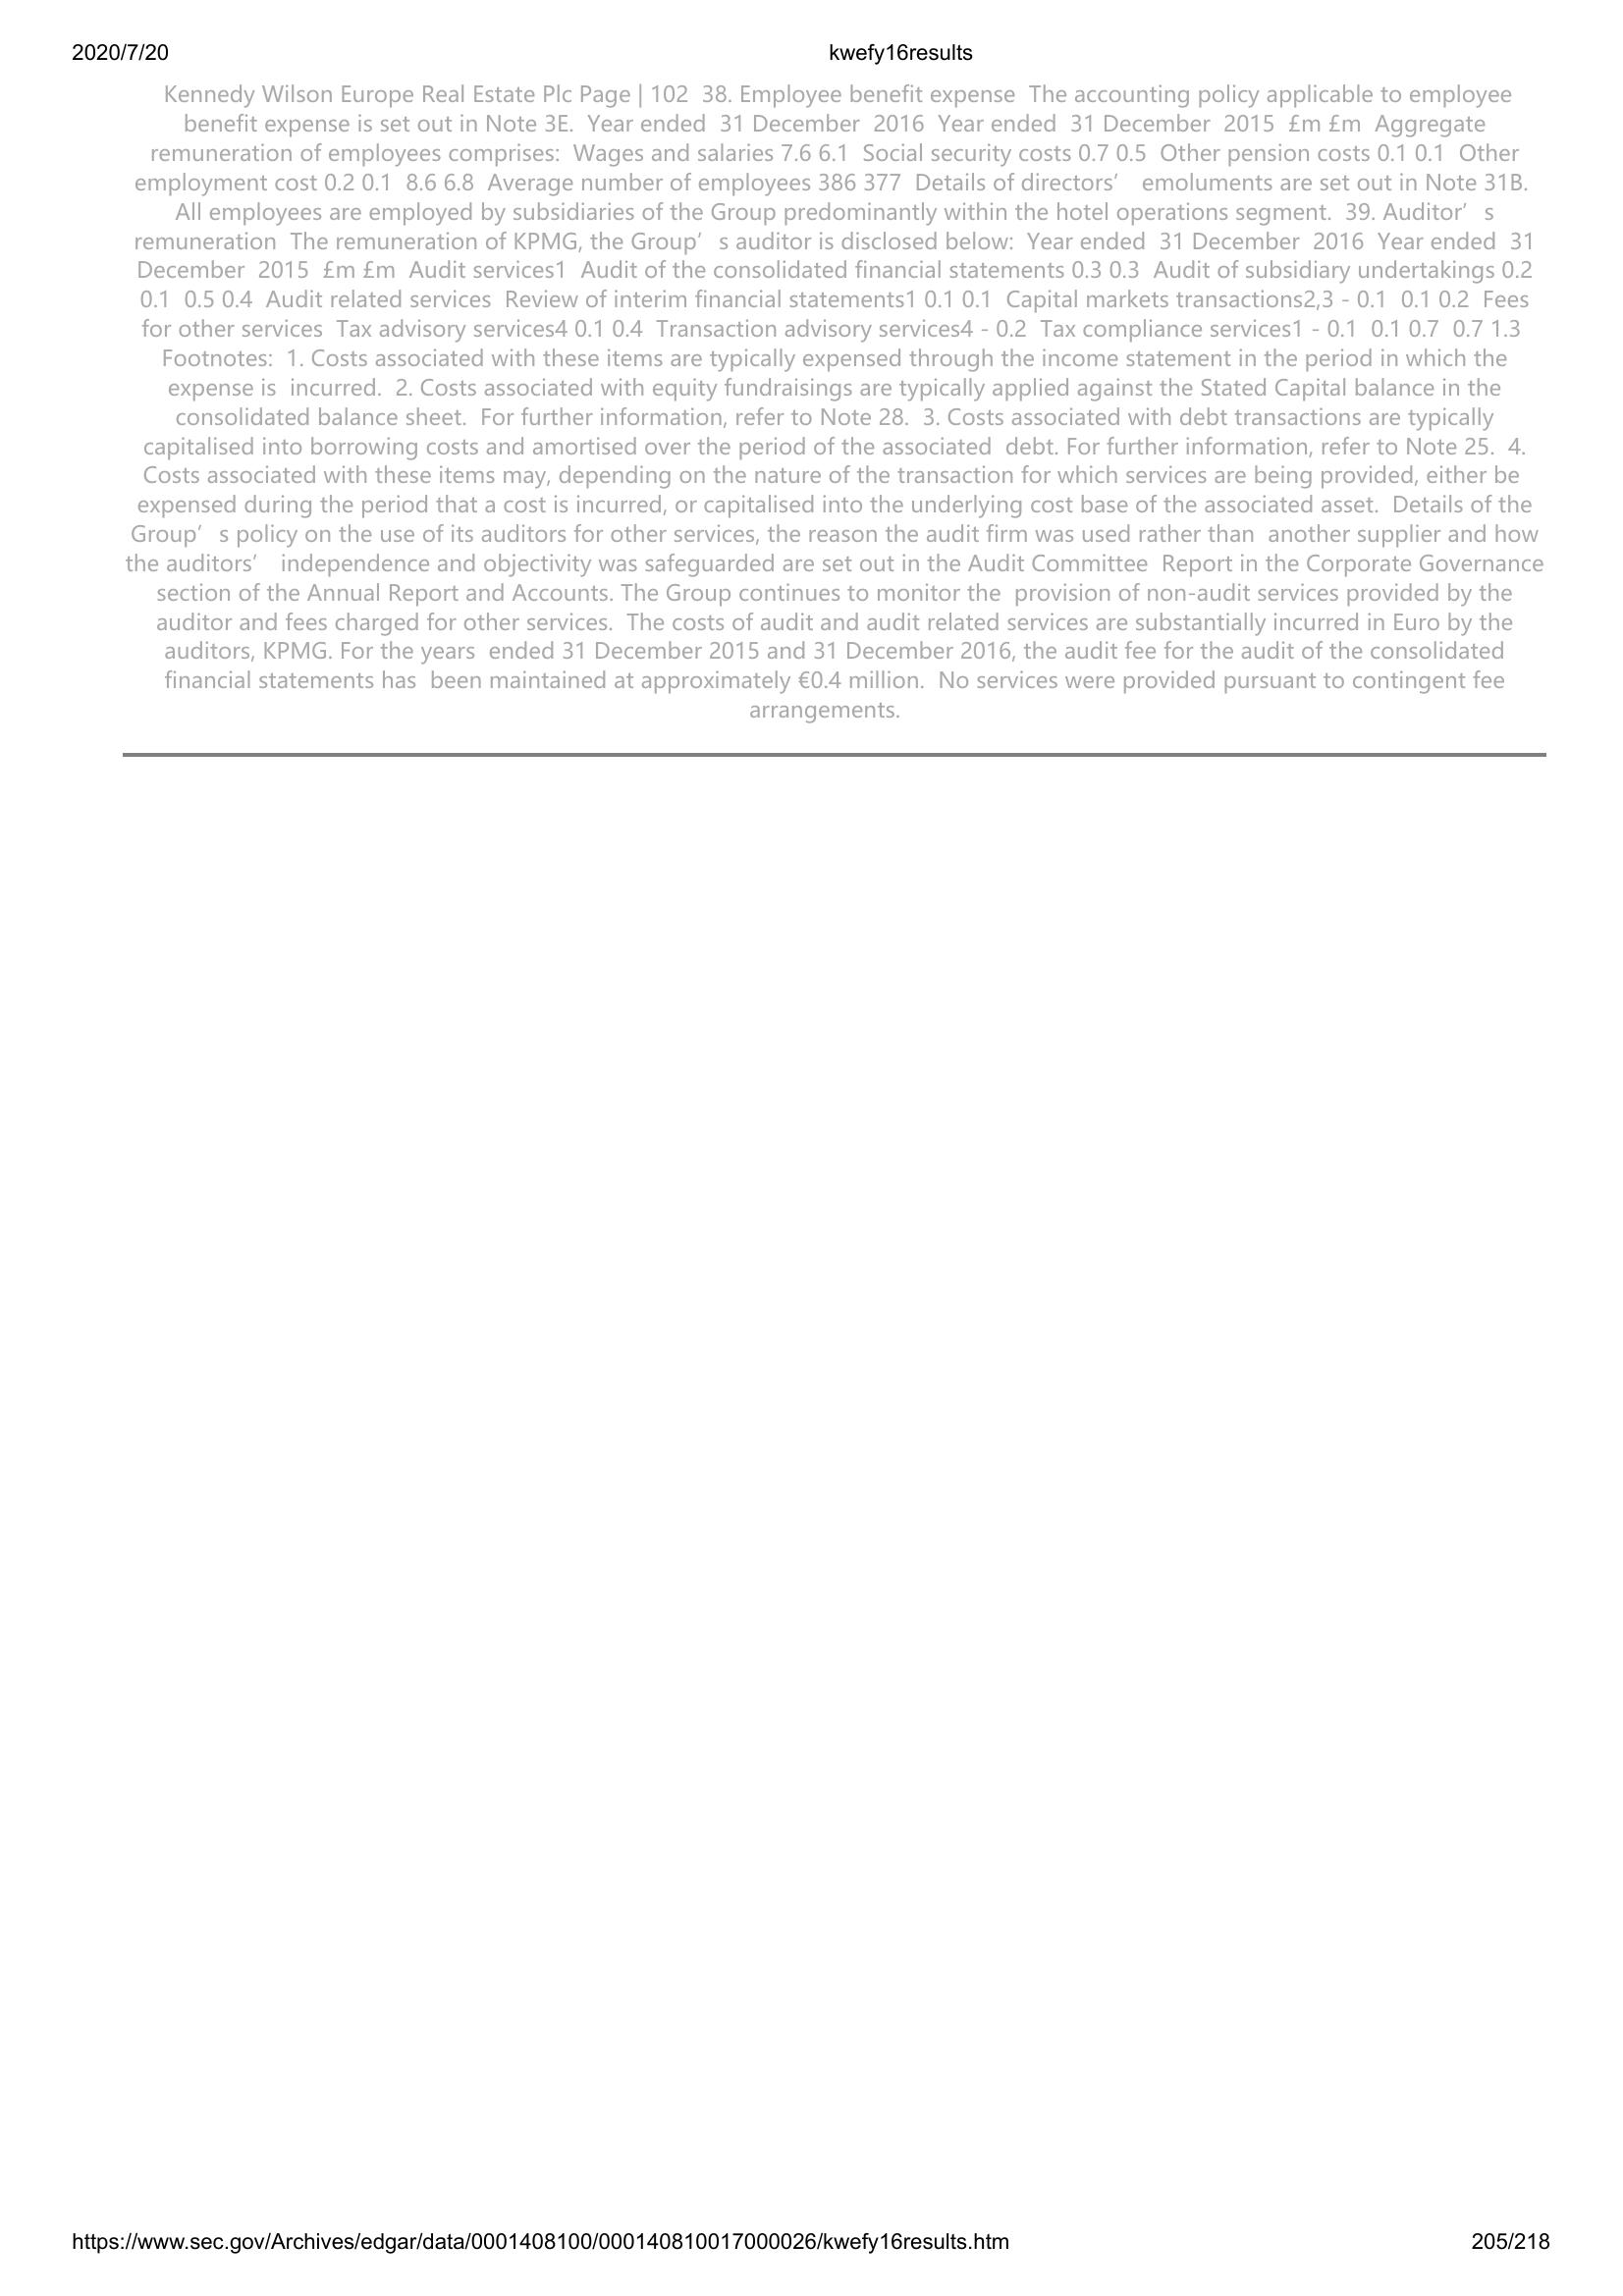 2020/7/20 kwefy16results
Kennedy Wilson Europe Real Estate Plc Page | 102 38. Employee benefit expense The accounting policy applicable to employee
benefit expense is set out in Note 3E. Year ended 31 December 2016 Year ended 31 December 2015 £m £m Aggregate
remuneration of employees comprises: Wages and salaries 7.6 6.1 Social security costs 0.7 0.5 Other pension costs 0.1 0.1 Other
employment cost 0.2 0.1 8.6 6.8 Average number of employees 386 377 Details of directors’ emoluments are set out in Note 31B.
All employees are employed by subsidiaries of the Group predominantly within the hotel operations segment. 39. Auditor’ s
remuneration The remuneration of KPMG, the Group’ s auditor is disclosed below: Year ended 31 December 2016 Year ended 31
December 2015 £m £m Audit services1 Audit of the consolidated financial statements 0.3 0.3 Audit of subsidiary undertakings 0.2
0.1 0.5 0.4 Audit related services Review of interim financial statements1 0.1 0.1 Capital markets transactions2,3 - 0.1 0.1 0.2 Fees
for other services Tax advisory services4 0.1 0.4 Transaction advisory services4 - 0.2 Tax compliance services1 - 0.1 0.1 0.7 0.7 1.3
Footnotes: 1. Costs associated with these items are typically expensed through the income statement in the period in which the
expense is incurred. 2. Costs associated with equity fundraisings are typically applied against the Stated Capital balance in the
consolidated balance sheet. For further information, refer to Note 28. 3. Costs associated with debt transactions are typically
capitalised into borrowing costs and amortised over the period of the associated debt. For further information, refer to Note 25. 4.
Costs associated with these items may, depending on the nature of the transaction for which services are being provided, either be
expensed during the period that a cost is incurred, or capitalised into the underlying cost base of the associated asset. Details of the
Group’ s policy on the use of its auditors for other services, the reason the audit firm was used rather than another supplier and how
the auditors’ independence and objectivity was safeguarded are set out in the Audit Committee Report in the Corporate Governance
section of the Annual Report and Accounts. The Group continues to monitor the provision of non-audit services provided by the
auditor and fees charged for other services. The costs of audit and audit related services are substantially incurred in Euro by the
auditors, KPMG. For the years ended 31 December 2015 and 31 December 2016, the audit fee for the audit of the consolidated
financial statements has been maintained at approximately €0.4 million. No services were provided pursuant to contingent fee
arrangements.
https://www.sec.gov/Archives/edgar/data/0001408100/000140810017000026/kwefy16results.htm 205/218